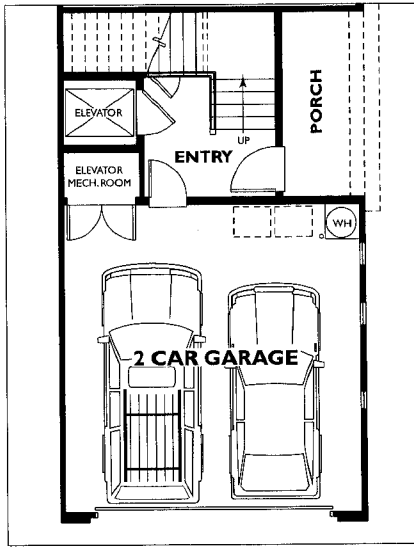 ELEVATOR
PORCH
UP
ENTRY
ELEVATOR
MECH. ROOM
WH
2 CAR GARAGE